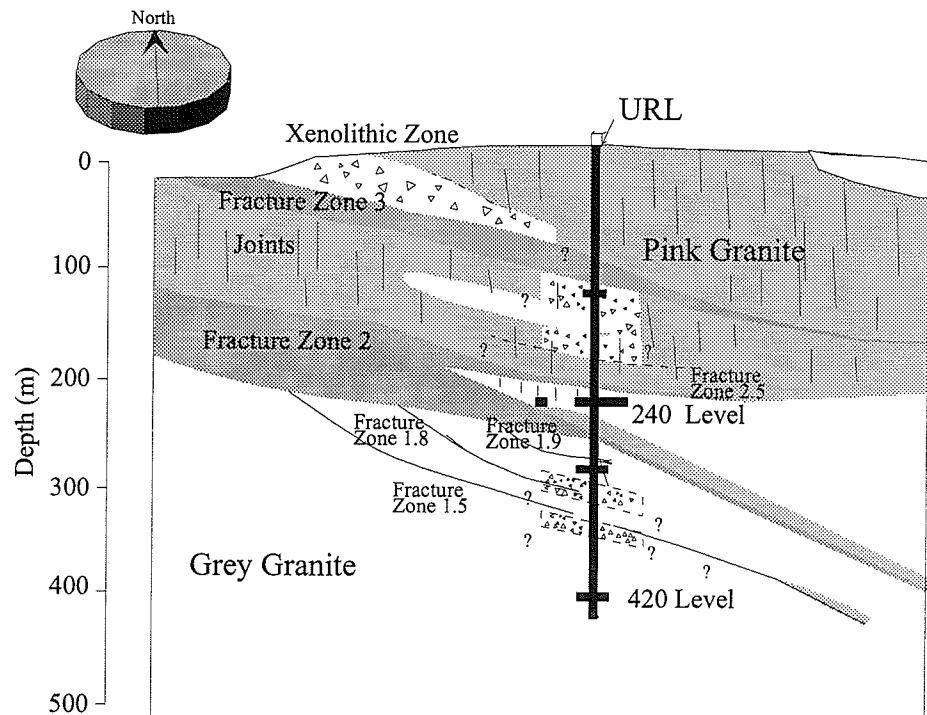 North
URL
Xenolithic Zone
0
Fracture Zone 3
Joints
Pink Granite
?
100
?
Fracture Zone 2
?
?
Fracture
Zone 2.5
200
240 Level
Fracture
Zone 1.8
Fracture
Zone 1.9
Depth (m)
300
Fracture
Zone 1.5
?
?
?
?
?
Grey Granite
400
420 Level
500